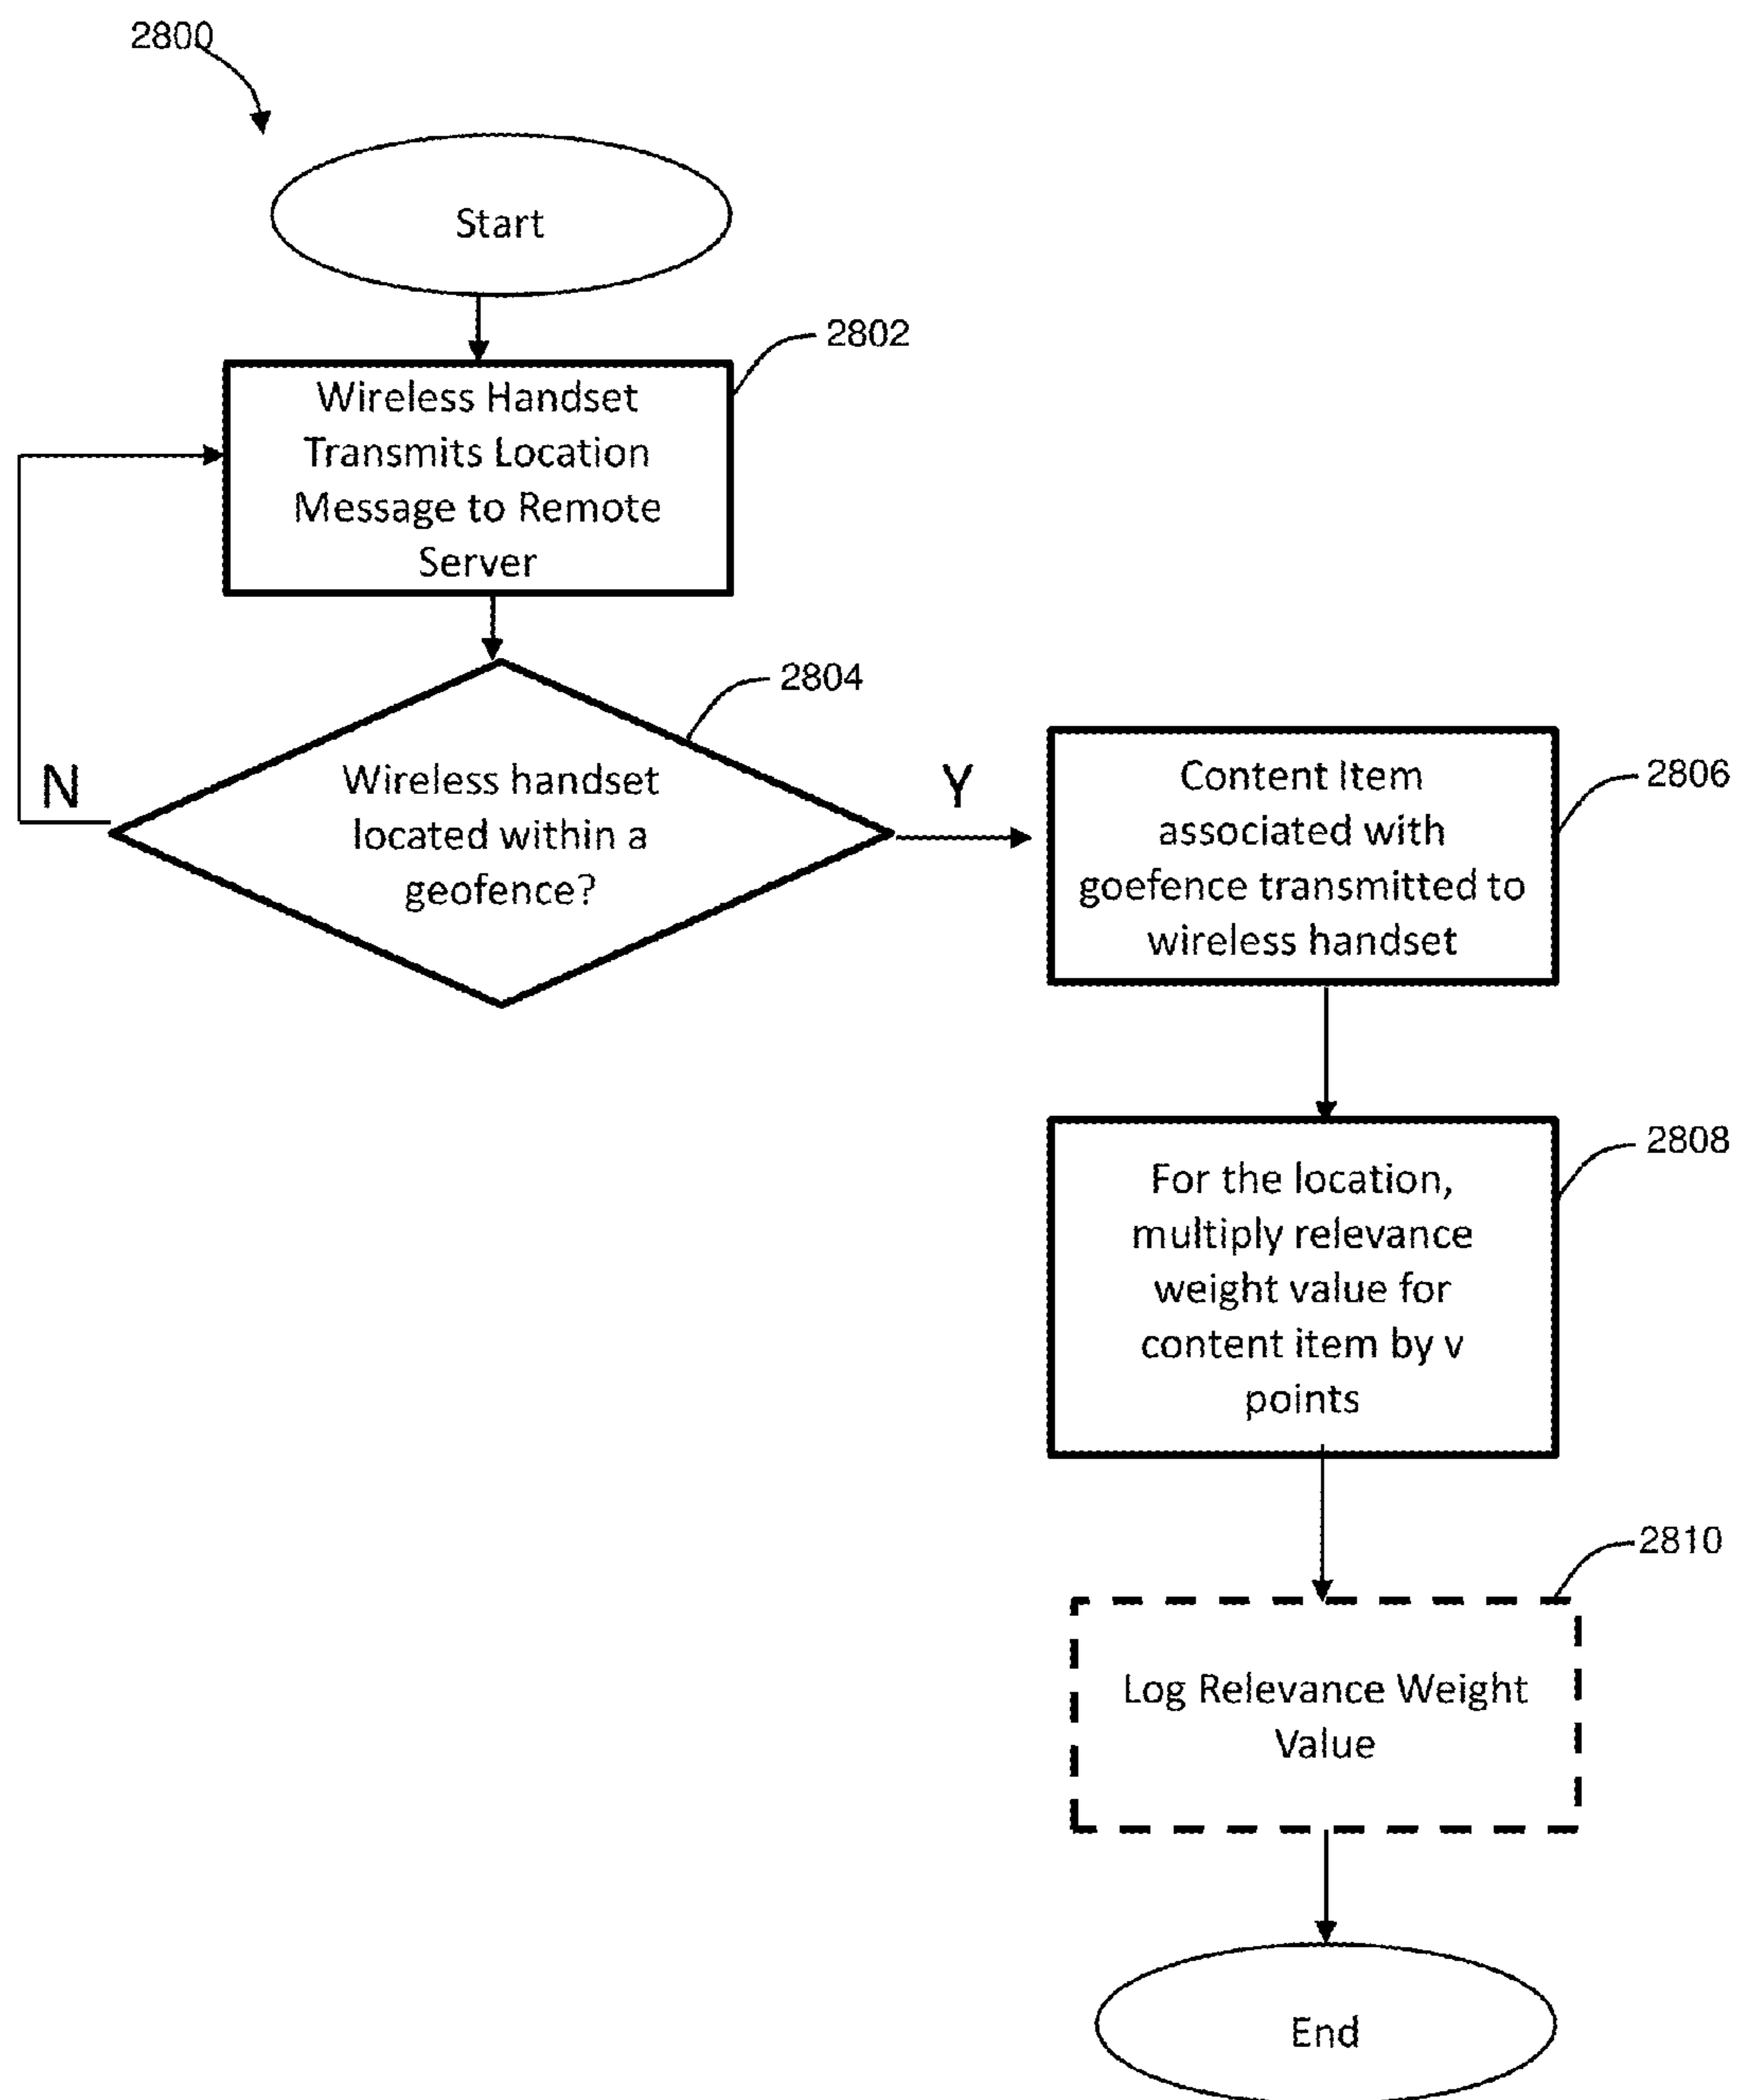 2800
Start
2802
Wireless Handset
Transmits Location
Message to Remote
Server
2804
Wireless handset
located within a
geofence?
N
Y
2806
Content Item
associated with
goefence transmitted to
wireless handset
2808
For the location,
multiply relevance
weight value for
content item by v
points
2810
Log Relevance Weight
Value
End